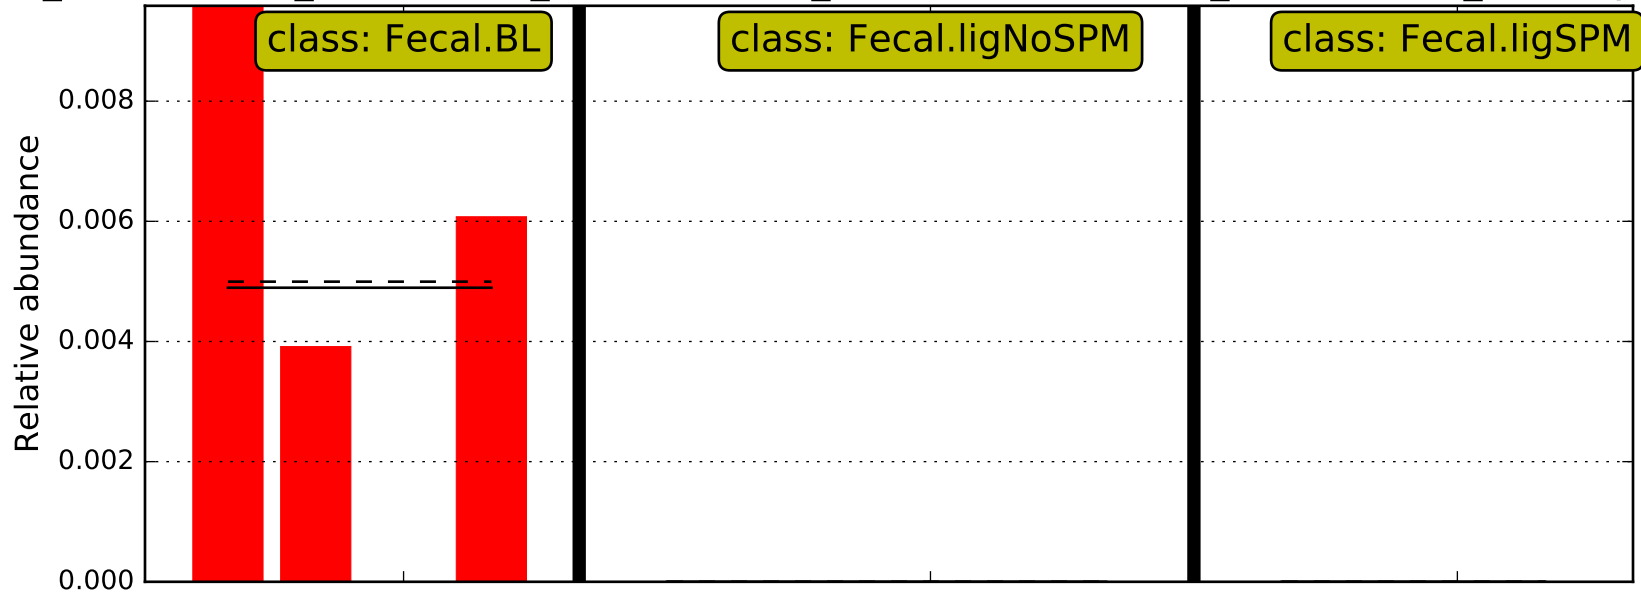 class: Fecal.BL
class: Fecal.ligNoSPM
class: Fecal.ligSPM
Relative abundance
0.008
0.006
0.004
0.002
0.000